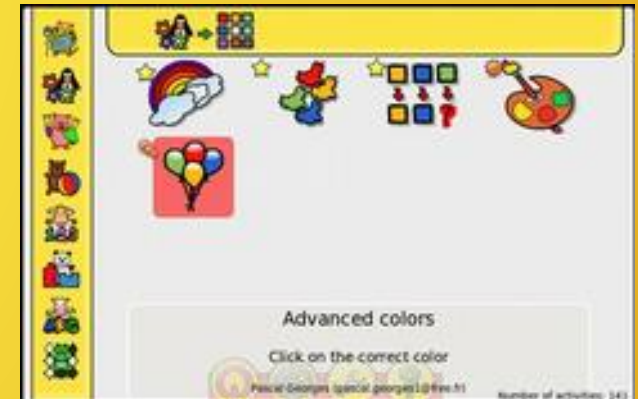 ?
Advanced colors
Click on the correct color
Pascal Georges (pascal.georges1@free.fr)
Number of activities: 141